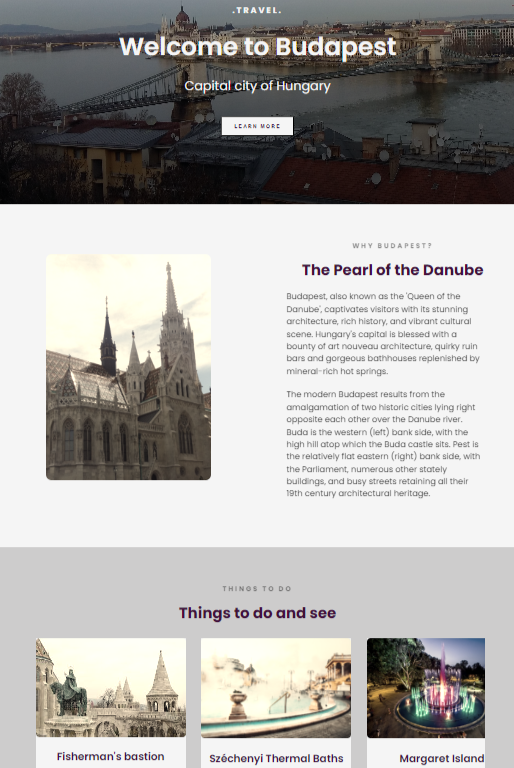 .TRAVEL.
Welcome to Budapest
Capital city of Hungary
LEARN MORE
WHY BUDAPEST?
The Pearl of the Danube
Budapest, also known as the 'Queen of the
Danube', captivates visitors with its stunning
architecture, rich history, and vibrant cultural
scene. Hungary's capital is blessed with a
bounty of art nouveau architecture, quirky ruin
bars and gorgeous bathhouses replenished by
mineral-rich hot springs.
The modern Budapest results from the
amalgamation of two historic cities lying right
opposite each other over the Danube river.
Buda is the western (left) bank side, with the
high hill atop which the Buda castle sits. Pest is
the relatively flat eastern (right) bank side, with
the Parliament, numerous other stately
buildings, and busy streets retaining all their
19th century architectural heritage.
THINGS TO DO
Things to do and see
Fisherman's bastion
Széchenyi Thermal Baths
Margaret Island